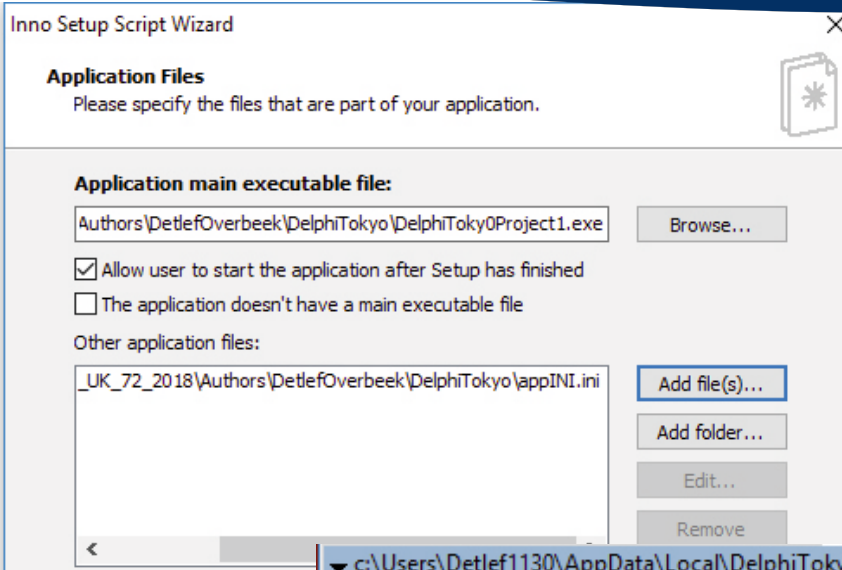 Inno Setup Script Wizard
Application Files
Please specify the files that are part of your application.
Application main executable file:
Authors\DetlefOverbeek\DelphiTokyo\DelphiToky0Project1.exe
Browse...
Allow user to start the application after Setup has finished
The application doesn't have a main executable file
Other application files:
_UK_72_2018\Authors\DetlefOverbeek\DelphiTokyo\appINI.ini
Add file(s)...
Add folder...
Edit...
Remove
c:\Users\Detlef1130\AppData\Local\DelphiToky